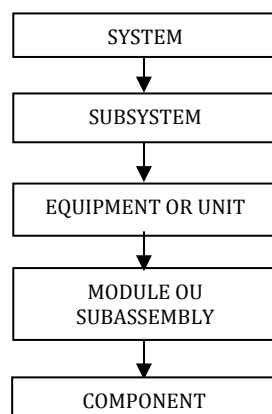 SYSTEM
SUBSYSTEM
EQUIPMENT OR UNIT
MODULE OU
SUBASSEMBLY
COMPONENT